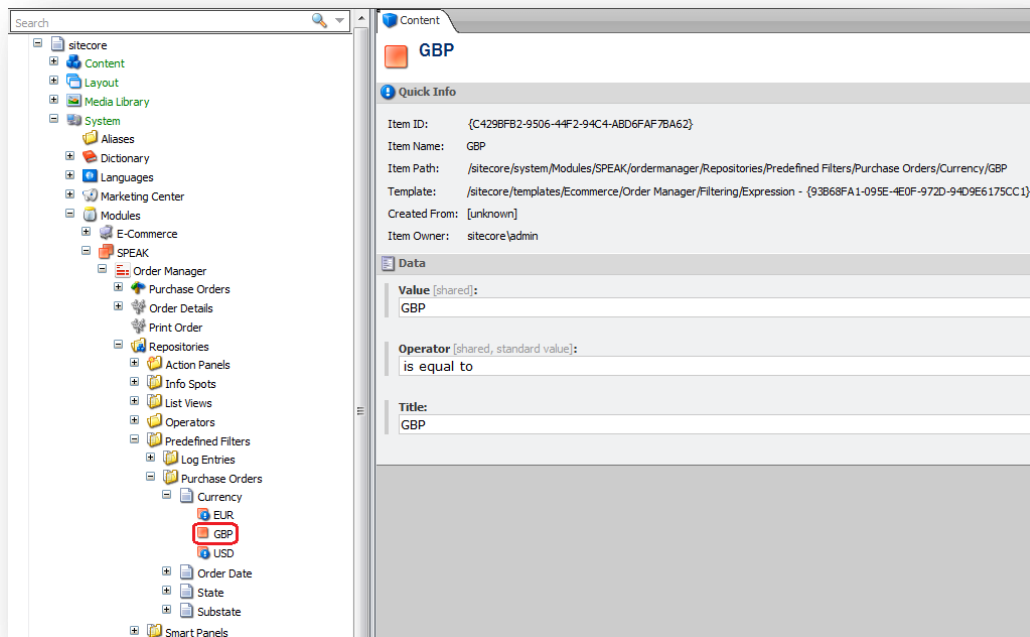 Search
sitecore
Content
Layout
Media Library
System
Aliases
Dictionary
Languages
Marketing Center
Modules
E-Commerce
SPEAK
Order Manager
Purchase Orders
Order Details
Print Order
Repositories
Action Panels
Info Spots
List Views
Operators
Predefined Filters
Log Entries
Purchase Orders
Currency
EUR
GBP
USD
Order Date
State
Substate
Smart Panels
Content
GBP
Quick Info
Item ID: {C429BFB2-9506-44F2-94C4-ABD6FAF7BA62}
Item Name: GBP
Item Path: /sitecore/system/Modules/SPEAK/ordermanager/Repositories/Predefined Filters/Purchase Orders/Currency/GBP
Template: /sitecore/templates/Ecommerce/Order Manager/Filtering/Expression - {93B68FA1-095E-4E0F-972D-94D9E6175CC1}
Created From: [unknown]
Item Owner: sitecore\admin
Data
Value [shared]:
GBP
Operator [shared, standard value]:
is equal to
Title:
GBP